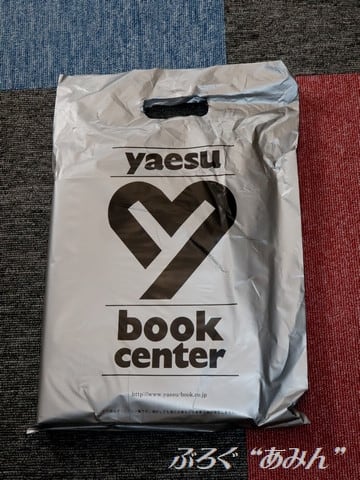 yaesu
book
center
http://www.yaesu-book.co.jp
ぶろぐ “あみん”